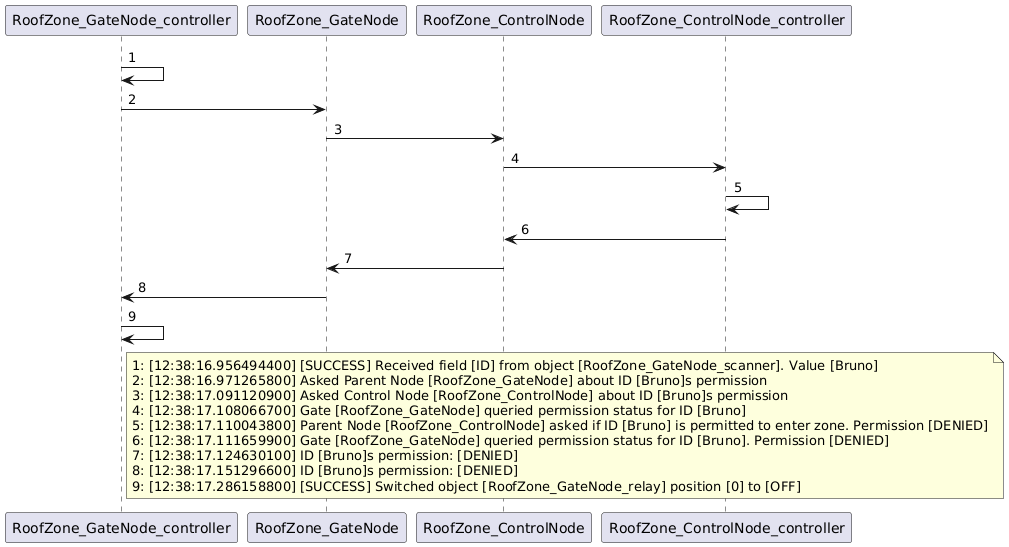 RoofZone_GateNode_controller RoofZone_GateNode RoofZone_ControlNode RoofZone_ControlNode_controller
1
2
3
4
5
6
7
8
9
1: [12:38:16.956494400] [SUCCESS] Received field [ID] from object [RoofZone_GateNode_scanner]. Value [Bruno]
2: [12:38:16.971265800] Asked Parent Node [RoofZone_GateNode] about ID [Bruno]s permission
3: [12:38:17.091120900] Asked Control Node [RoofZone_ControlNode] about ID [Bruno]s permission
4: [12:38:17.108066700] Gate [RoofZone_GateNode] queried permission status for ID [Bruno]
5: [12:38:17.110043800] Parent Node [RoofZone_ControlNode] asked if ID [Bruno] is permitted to enter zone. Permission [DENIED]
6: [12:38:17.111659900] Gate [RoofZone_GateNode] queried permission status for ID [Bruno]. Permission [DENIED]
7: [12:38:17.124630100] ID [Bruno]s permission: [DENIED]
8: [12:38:17.151296600] ID [Bruno]s permission: [DENIED]
9: [12:38:17.286158800] [SUCCESS] Switched object [RoofZone_GateNode_relay] position [0] to [OFF]
RoofZone_GateNode_controller RoofZone_GateNode RoofZone_ControlNode RoofZone_ControlNode_controller